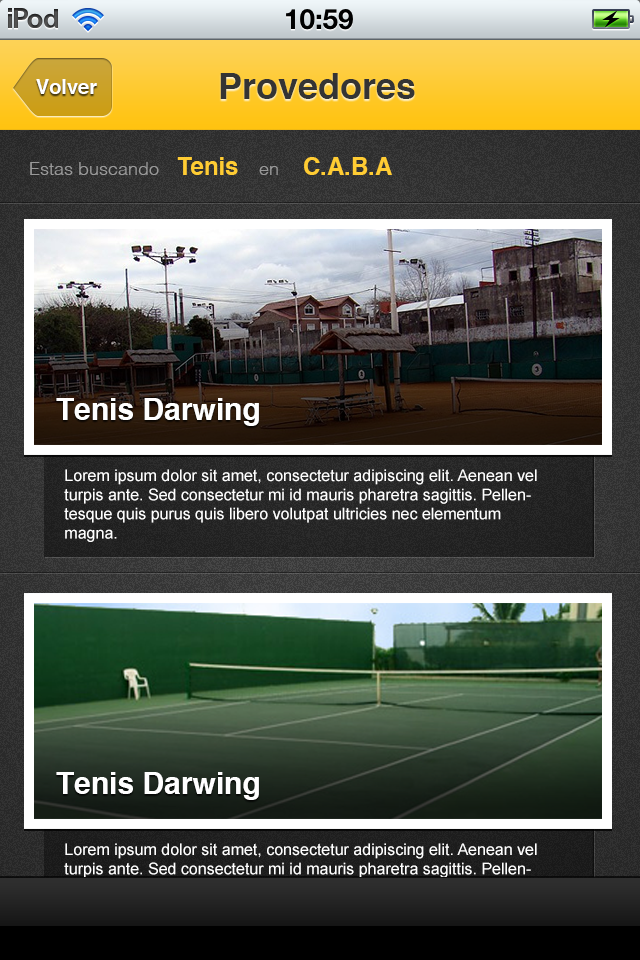 iPod 10:59
Volver Provedores
Estas buscando Tenis en C.A.B.A
Tenis Darwing
Lorem ipsum dolor sit amet, consectetur adipiscing elit. Aenean vel
turpis ante. Sed consectetur mi id mauris pharetra sagittis. Pellen-
tesque quis purus quis libero volutpat ultricies nec elementum
magna.
Tenis Darwing
Lorem ipsum dolor sit amet, consectetur adipiscing elit. Aenean vel
turpis ante. Sed consectetur mi id mauris pharetra sagittis. Pellen-